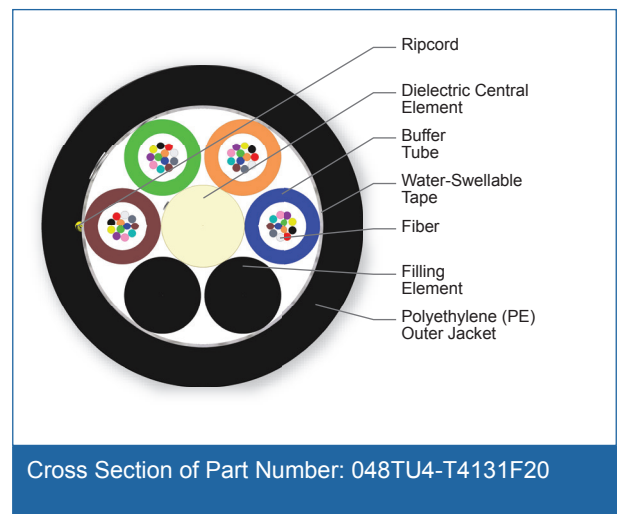 Ripcord
Dielectric Central
Element
Buffer
Tube
Water-Swellable
Tape
Fiber
Filling
Element
Polyethylene (PE)
Outer Jacket
Cross Section of Part Number: 048TU4-T4131F20